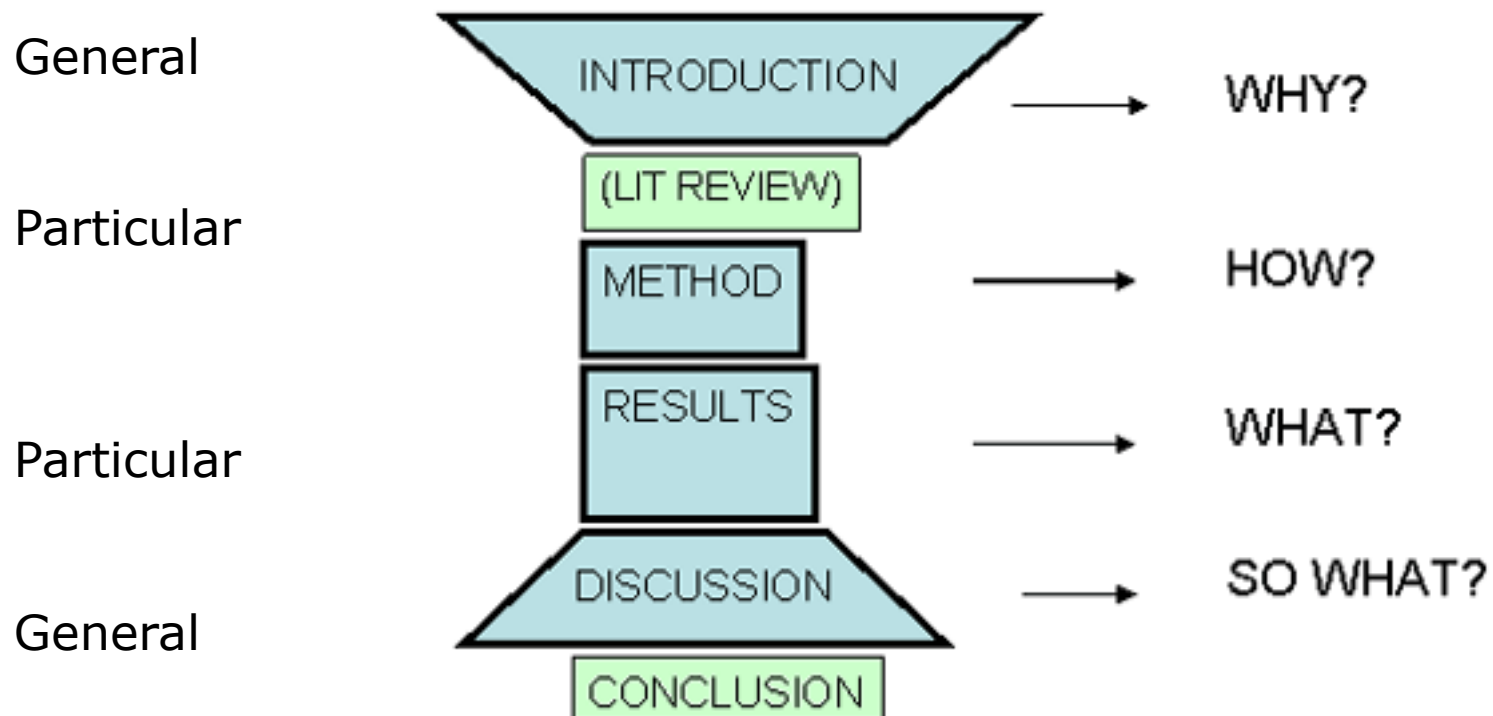 General
INTRODUCTION
WHY?
(LIT REVIEW)
Particular
METHOD
HOW?
RESULTS
WHAT?
Particular
DISCUSSION
SO WHAT?
General
CONCLUSION